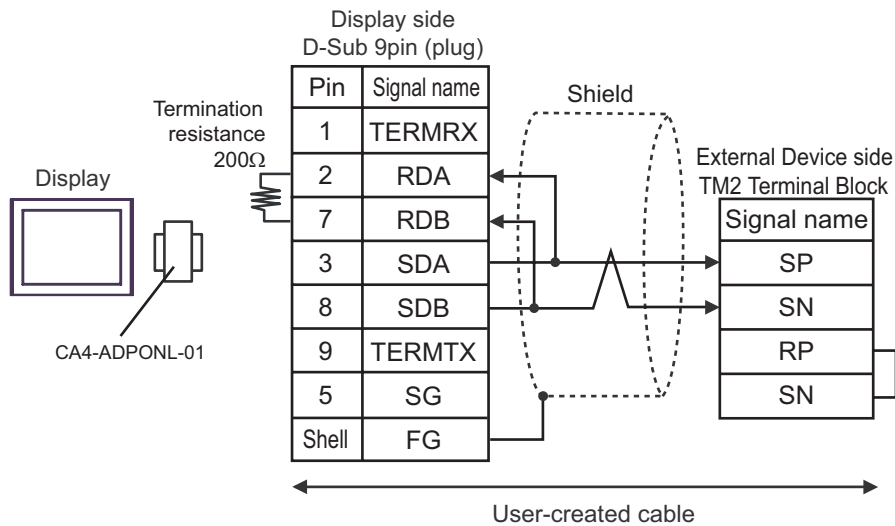 Display side
D-Sub 9pin (plug)
Pin Signal name
1 TERMRX
2 RDA
7 RDB
3 SDA
8 SDB
9 TERMTX
5 SG
Shell FG
Termination
resistance
200Ω
Display
CA4-ADPONL-01
Shield
External Device side
TM2 Terminal Block
Signal name
SP
SN
RP
SN
User-created cable